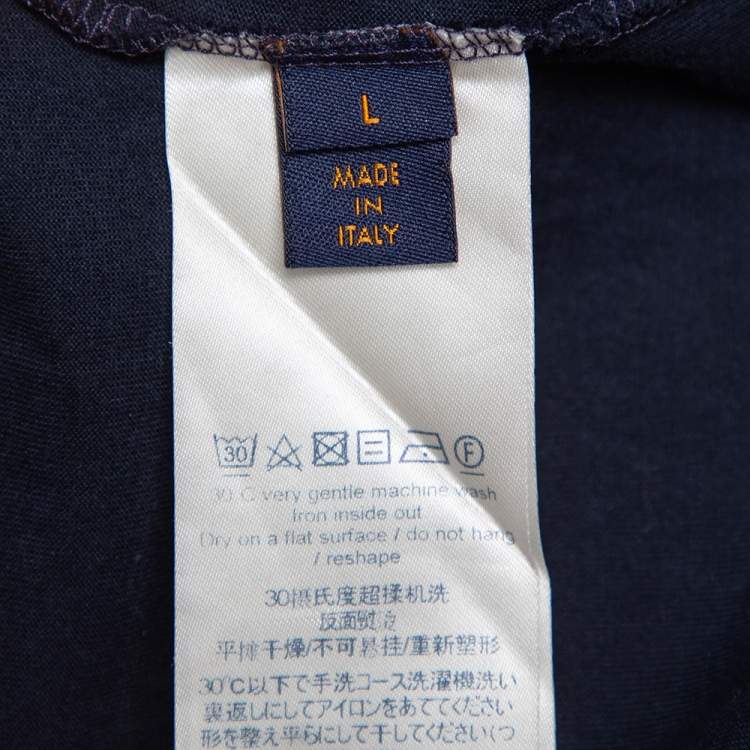 L
MADE
IN
ITALY
30
F
30°C very gentle machine wash
Iron inside out
Dry on a flat surface / do not hang
/ reshape
30摄氏度超柔机洗
反面熨烫
平摊干燥/不可悬挂/重新塑形
30℃以下で手洗コース洗濯機洗い
裏返しにしてアイロンをあててください
形を整え平らにして干してください(つ